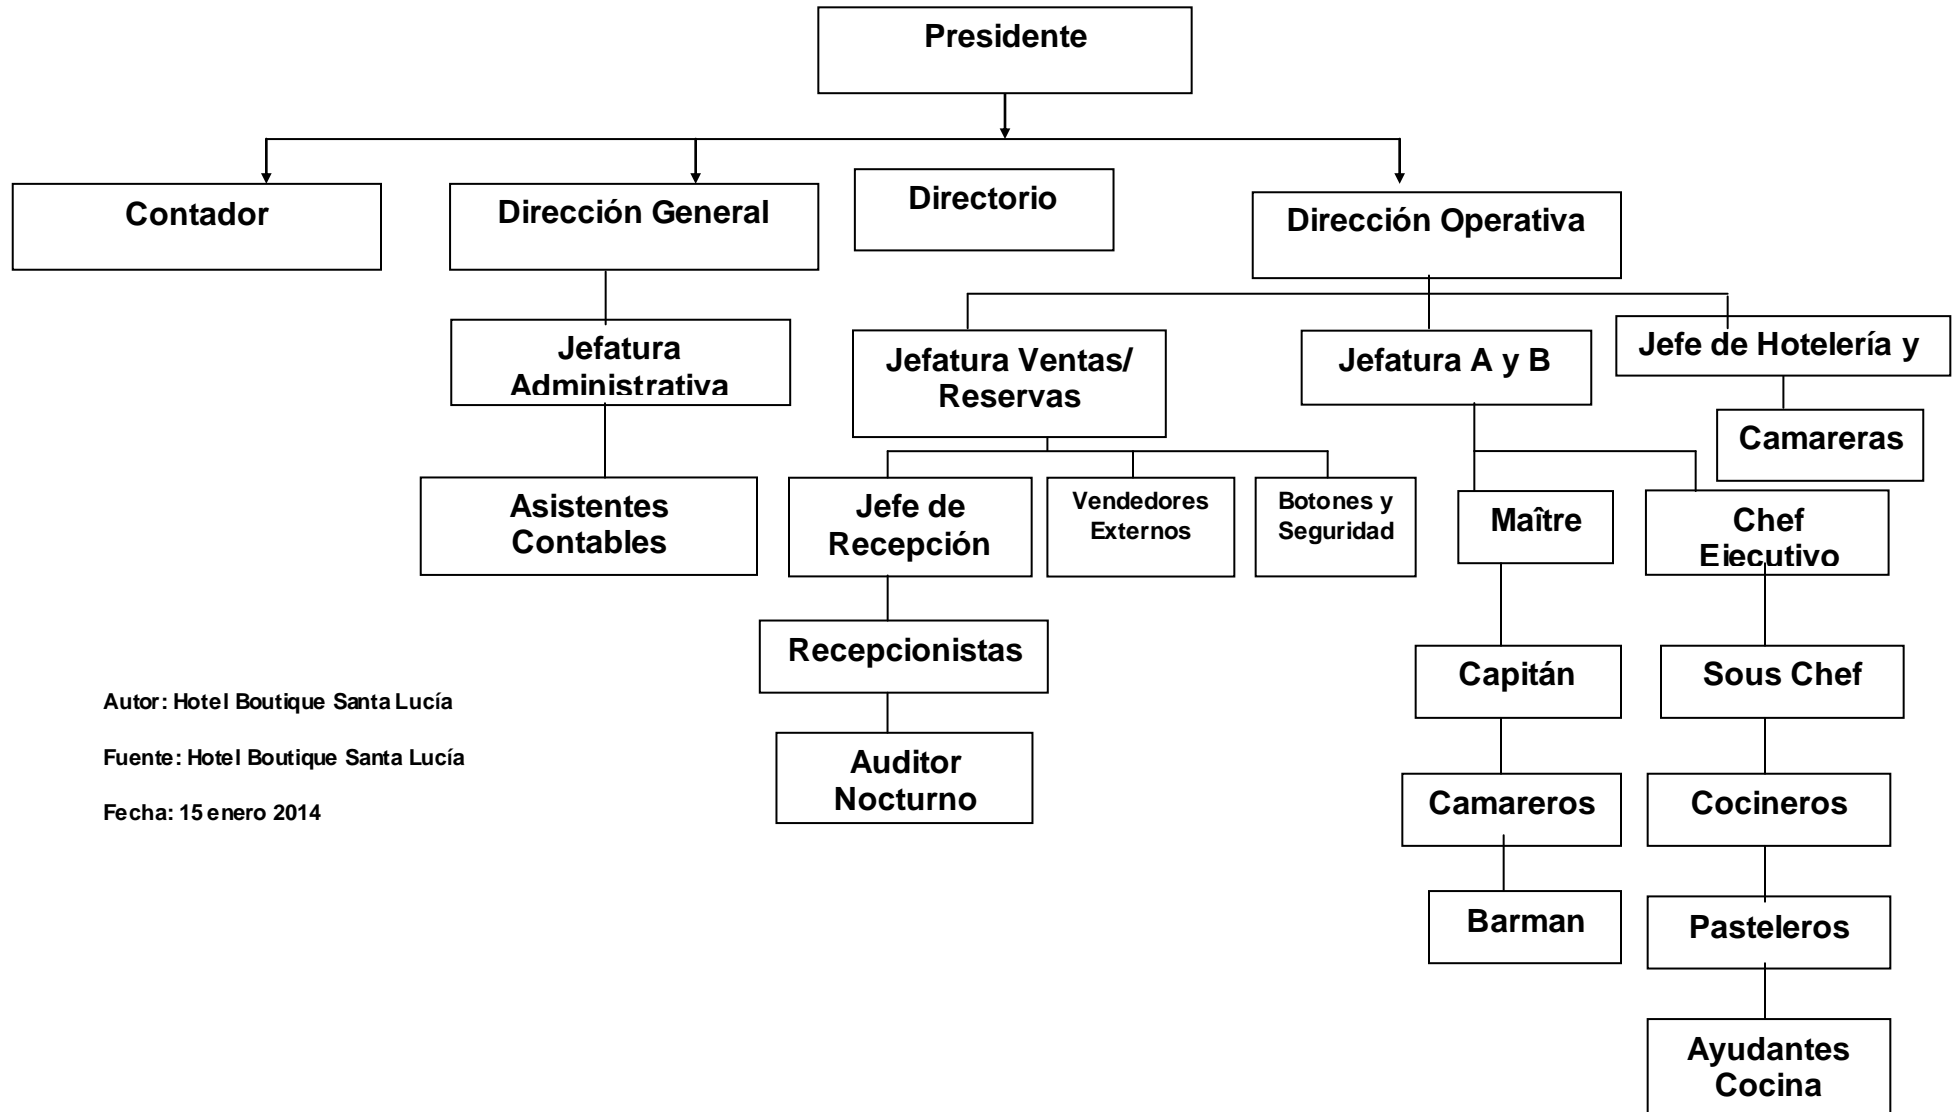 Presidente
Contador
Dirección General
Directorio
Dirección Operativa
Jefatura
Administrativa
Jefatura Ventas/
Reservas
Jefatura A y B
Jefe de Hotelería y
Camareras
Asistentes
Contables
Jefe de
Recepción
Vendedores
Externos
Botones y
Seguridad
Maître
Chef
Ejecutivo
Recepcionistas
Capitán
Sous Chef
Autor: Hotel Boutique Santa Lucía
Fuente: Hotel Boutique Santa Lucía
Fecha: 15 enero 2014
Auditor
Nocturno
Camareros
Cocineros
Barman
Pasteleros
Ayudantes
Cocina